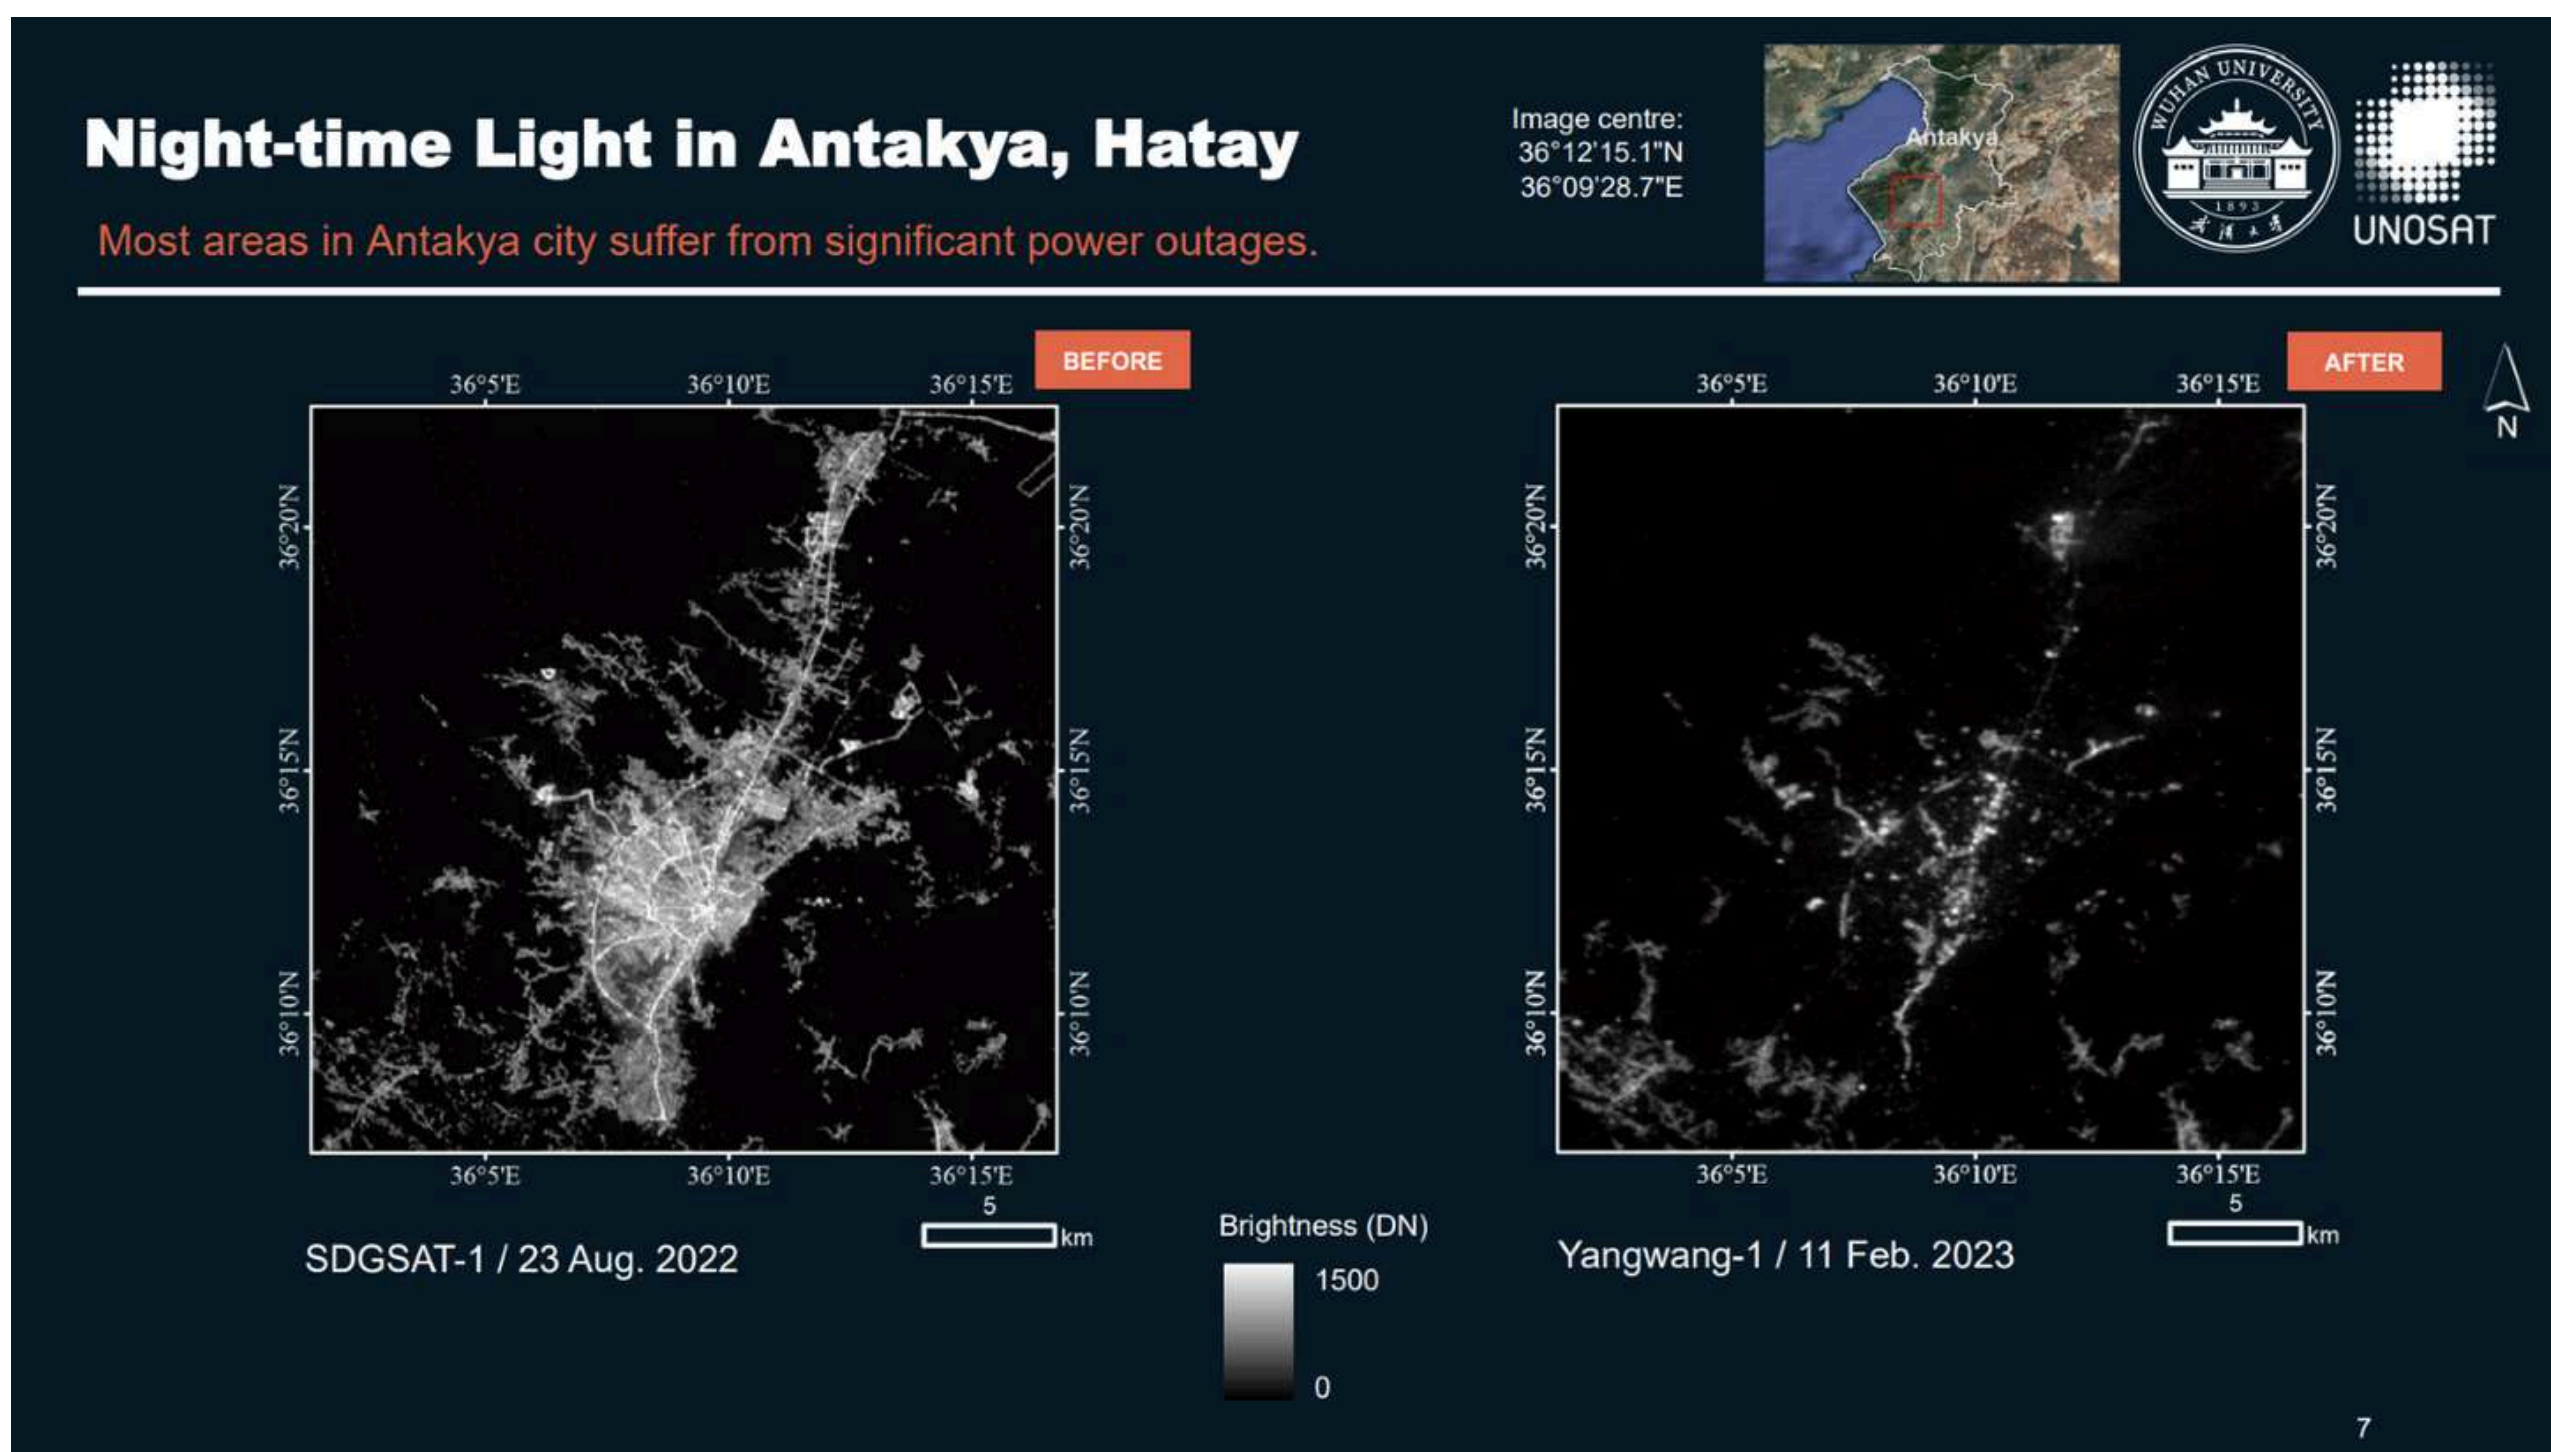 Night-time Light in Antakya, Hatay
Most areas in Antakya city suffer from significant power outages.
Image centre:
36°12'15.1"N
36°09'28.7"E
Antakya
WUHAN UNIVERSITY
1893
UNOSAT
BEFORE
36°5'E 36°10'E 36°15'E
36°20'N 36°20'N
36°15'N 36°15'N
36°10'N 36°10'N
36°5'E 36°10'E 36°15'E
5
km
SDGSAT-1 / 23 Aug. 2022
Brightness (DN)
1500
0
AFTER
N
36°5'E 36°10'E 36°15'E
36°20'N 36°20'N
36°15'N 36°15'N
36°10'N 36°10'N
36°5'E 36°10'E 36°15'E
5
km
Yangwang-1 / 11 Feb. 2023
7